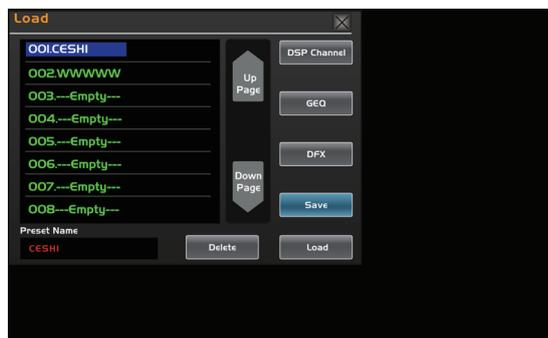 Load
001.CESHI
002.WWWWW
003.---Empty---
004.---Empty---
005.---Empty---
006.---Empty---
007.---Empty---
008---Empty---
Up
Page
Down
Page
DSP Channel
GEQ
DFX
Save
Preset Name
CESHI
Delete
Load